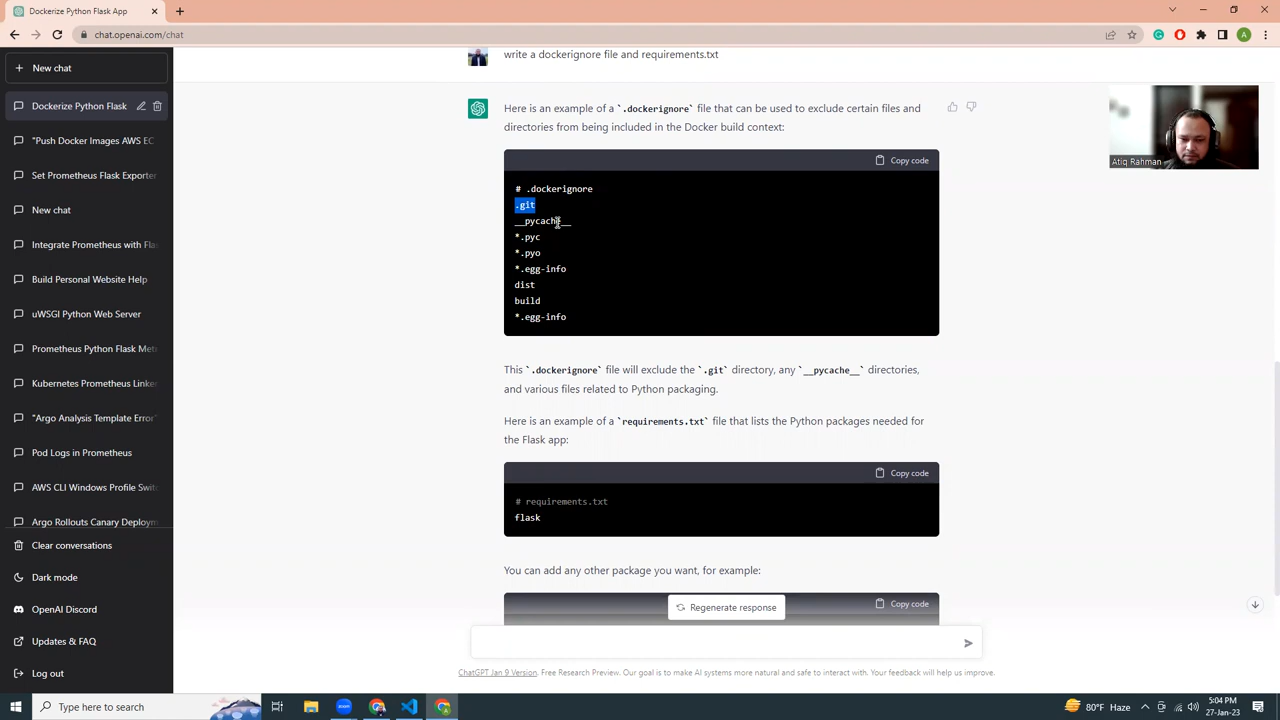 Dockerize Python Flask App
chat.openai.com/chat
A
write a dockerignore file and requirements.txt
New chat
Dockerize Python Flask
"Push Docker Images AWS EC
Set Prometheus Flask Exporter
New chat
Integrate Prometheus with Fla
Build Personal Website Help
uWSGI Python Web Server
Prometheus Python Flask Metr
Kubernetes Prometheus Linker
"Argo Analysis Template Error"
Pod Logs in Prometheus
AWS CLI Windows Profile Swit
Argo Rollouts Canary Deploym
Clear conversations
Dark mode
OpenAI Discord
Updates & FAQ
Log out
Here is an example of a `.dockerignore` file that can be used to exclude certain files and
directories from being included in the Docker build context:
Copy code
# .dockerignore
.git
__pycache__
*.pyc
*.pyo
*.egg-info
dist
build
*.egg-info
This `.dockerignore` file will exclude the `.git` directory, any `__pycache__` directories,
and various files related to Python packaging.
Here is an example of a `requirements.txt` file that lists the Python packages needed for
the Flask app:
Copy code
# requirements.txt
flask
You can add any other package you want, for example:
Copy code
Regenerate response
ChatGPT Jan 9 Version. Free Research Preview. Our goal is to make AI systems more natural and safe to interact with. Your feedback will help us improve.
Atiq Rahman
Type here to search
zoom
80°F Haze
5:04 PM
27-Jan-23